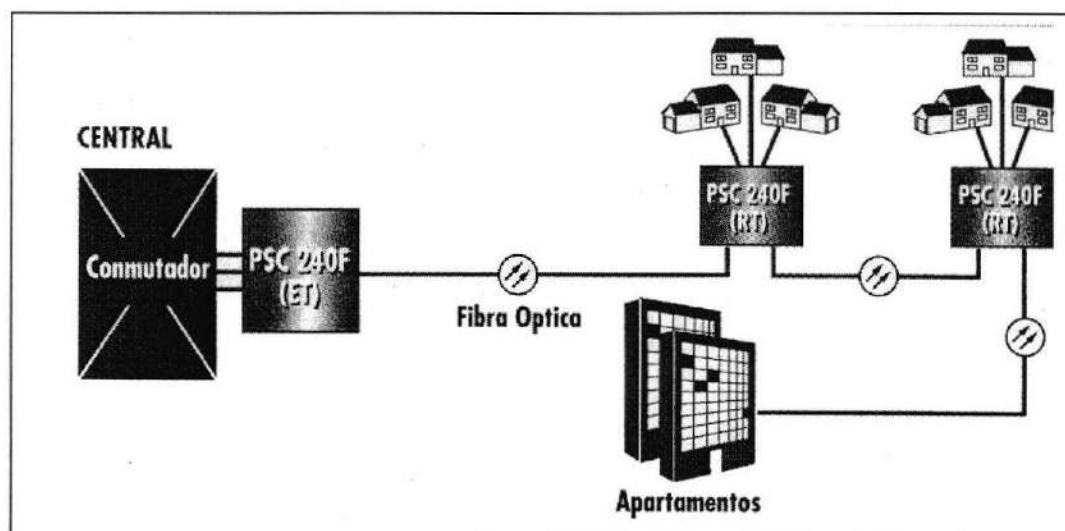 CENTRAL
Conmutador
PSC 240F
(ET)
Fibra Optica
PSC 240F
(RT)
PSC 240F
(RT)
Apartamentos